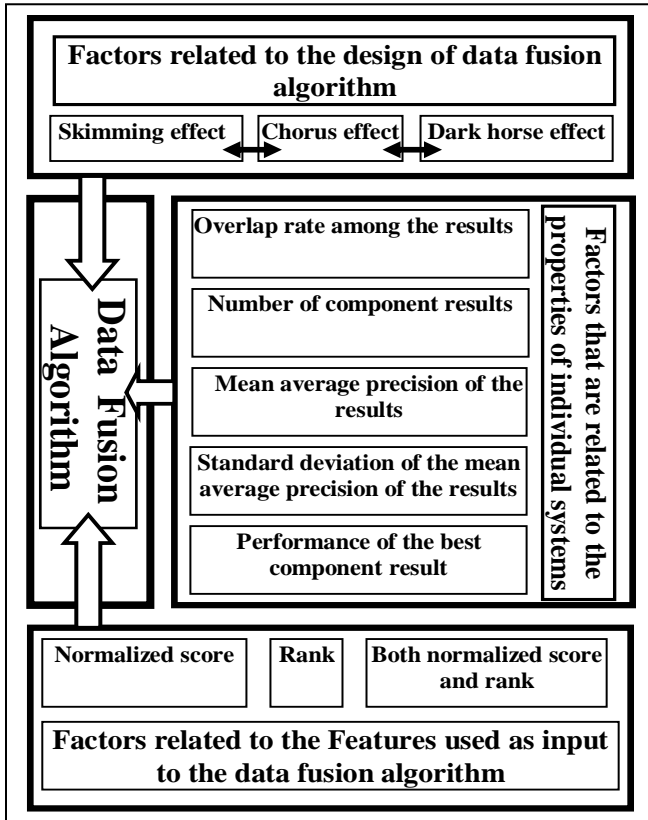 Factors related to the design of data fusion
algorithm
Skimming effect
Chorus effect
Dark horse effect
Data Fusion
Algorithm
Overlap rate among the results
Number of component results
Mean average precision of the
results
Standard deviation of the mean
average precision of the results
Performance of the best
component result
Factors that are related to the
properties of individual systems
Normalized score
Rank
Both normalized score
and rank
Factors related to the Features used as input
to the data fusion algorithm